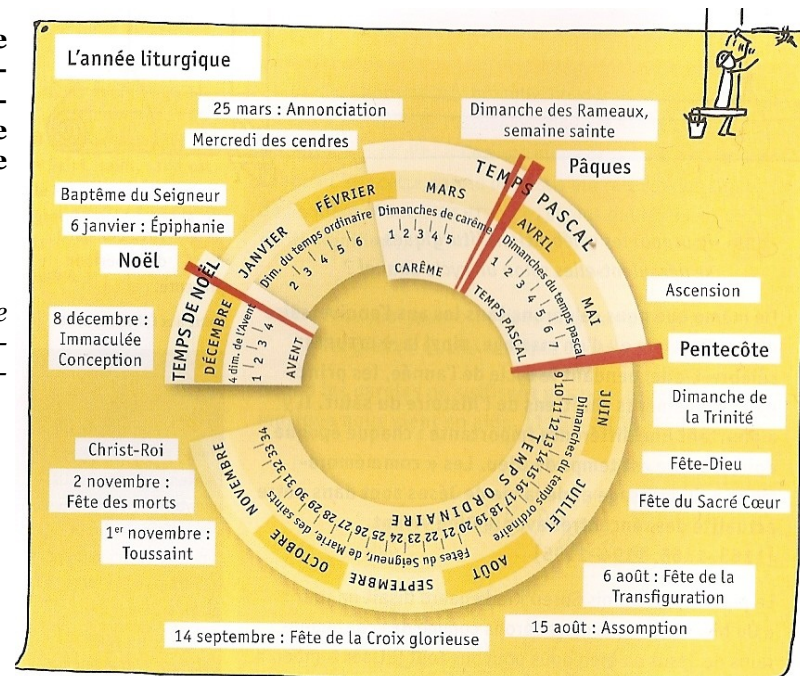 L'année liturgique
25 mars : Annonciation
Mercredi des cendres
Dimanche des Rameaux,
semaine sainte
Pâques
Baptême du Seigneur
6 janvier : Épiphanie
Noël
8 décembre :
Immaculée
Conception
Ascension
Pentecôte
Dimanche de
la Trinité
Fête-Dieu
Fête du Sacré Cœur
6 août : Fête de la
Transfiguration
15 août : Assomption
14 septembre : Fête de la Croix glorieuse
1er novembre :
Toussaint
2 novembre :
Fête des morts
Christ-Roi
TEMPS DE NOËL
DÉCEMBRE
4 dim. de l'Avent
1 2 3 4
AVENT
JANVIER
FÉVRIER
Dim. du temps ordinaire
2 3 4 5 6
MARS
Dimanches de carême
1 2 3 4 5
CARÊME
TEMPS PASCAL
AVRIL
MAI
Dimanches du temps pascal
1 2 3 4 5 6 7
TEMPS PASCAL
JUIN
JUILLET
AOÛT
SEPTEMBRE
OCTOBRE
NOVEMBRE
Dimanches du temps ordinaire
Fêtes du Seigneur, de Marie, des saints
9 10 11 12 13 14 15 16 17 18 19 20 21 22 23 24 25 26 27 28 29 30 31 32 33 34
TEMPS ORDINAIRE